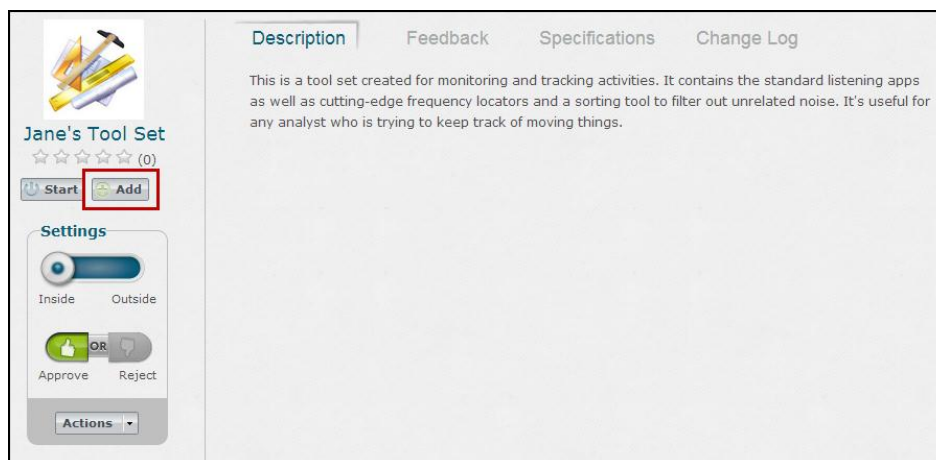 Description Feedback Specifications Change Log
This is a tool set created for monitoring and tracking activities. It contains the standard listening apps
as well as cutting-edge frequency locators and a sorting tool to filter out unrelated noise. It's useful for
any analyst who is trying to keep track of moving things.
Jane's Tool Set
(0)
Start Add
Settings
Inside Outside
OR
Approve Reject
Actions